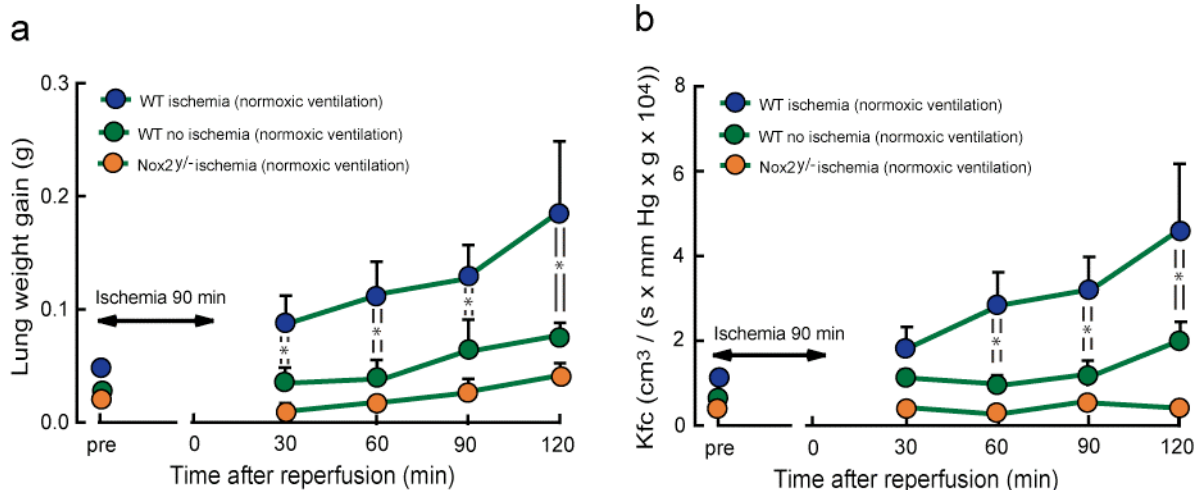 a
Lung weight gain (g)
0.3
0.2
0.1
0.0
WT ischemia (normoxic ventilation)
WT no ischemia (normoxic ventilation)
Nox2y/- ischemia (normoxic ventilation)
Ischemia 90 min
*
*
*
*
pre
0
30
60
90
120
Time after reperfusion (min)
b
Kfc (cm3 / (s x mm Hg x g x 104))
8
6
4
2
0
WT ischemia (normoxic ventilation)
WT no ischemia (normoxic ventilation)
Nox2y/- ischemia (normoxic ventilation)
Ischemia 90 min
*
*
*
pre
0
30
60
90
120
Time after reperfusion (min)